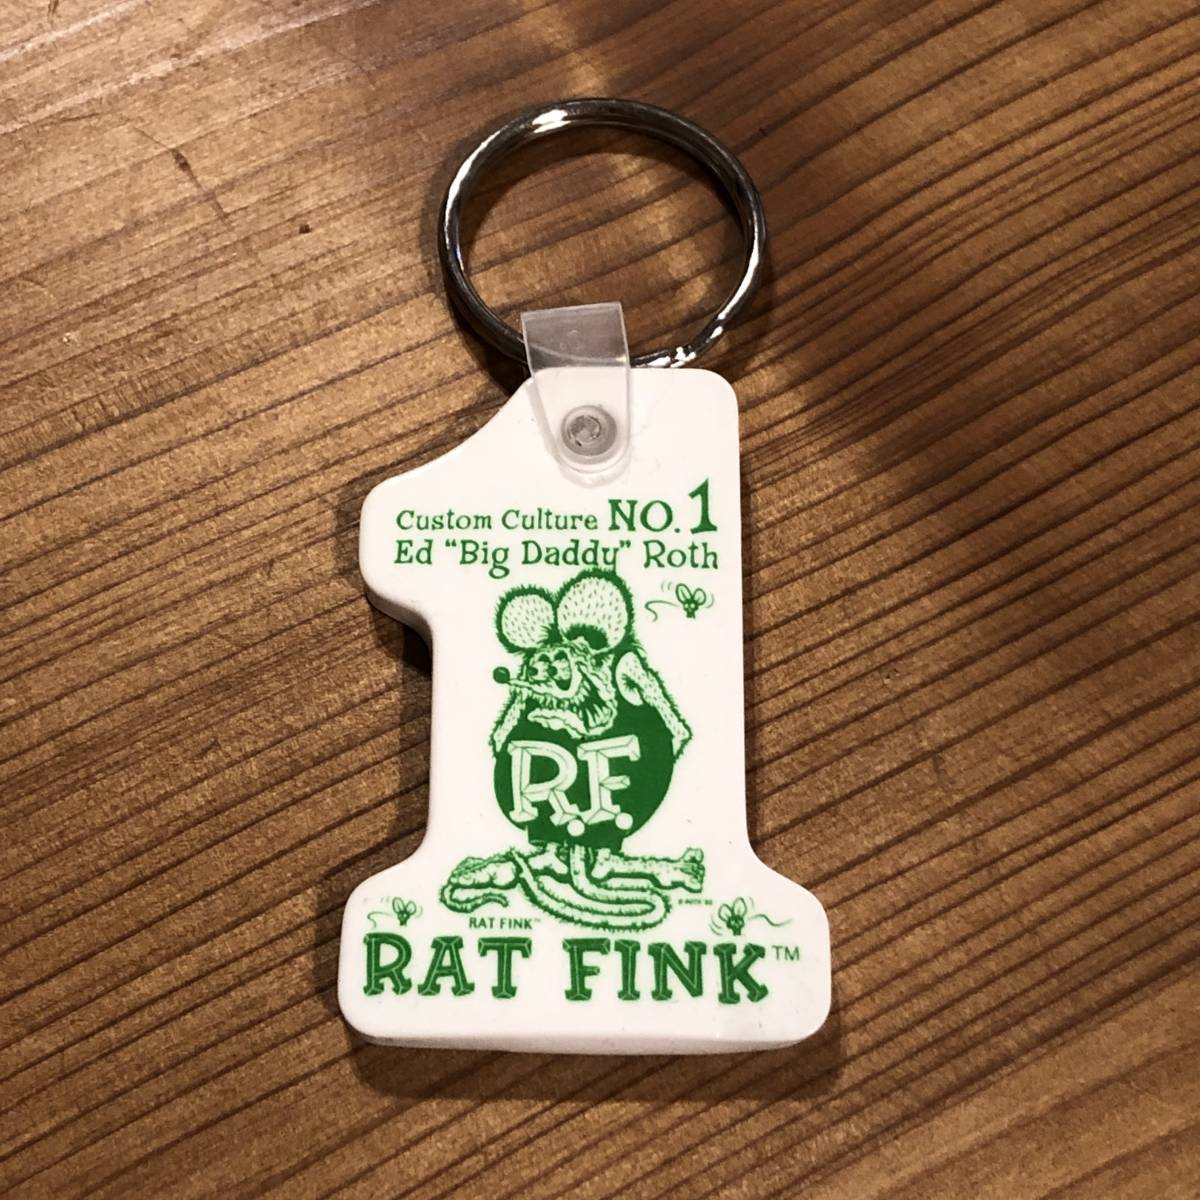 Custom Culture NO. 1
Ed “Big Daddy” Roth
R.F.
RAT FINK™
RAT FINK™